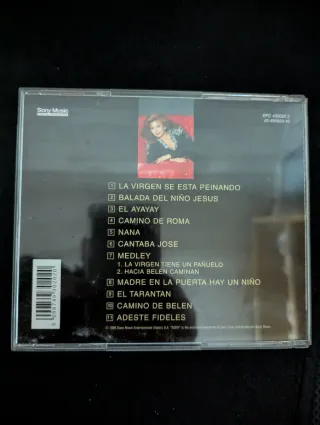 Sony Music
1 LA VIRGEN SE ESTA PEINANDO
2 BALADA DEL NIÑO JESUS
3 EL AYAYAY
4 CAMINO DE ROMA
5 NANA
6 CANTABA JOSE
7 MEDLEY
1. LA VIRGEN TIENE UN PAÑUELO
2. HACIA BELEN CAMINAN
8 MADRE EN LA PUERTA HAY UN NIÑO
9 EL TARANTAN
10 CAMINO DE BELEN
11 ADESTE FIDELES